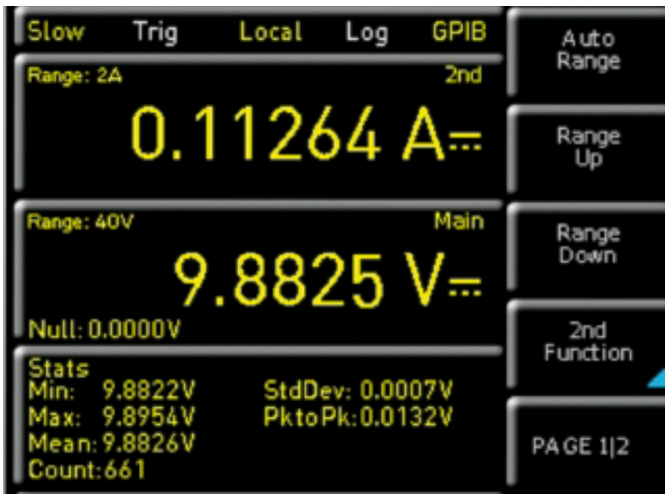 Slow Trig Local Log GPIB
Range: 2A 2nd
0.11264 A
Range: 40V Main
9.8825 V
Null: 0.0000V
Stats
Min: 9.8822V StdDev: 0.0007V
Max: 9.8954V PktoPk:0.0132V
Mean: 9.8826V
Count:661
Auto
Range
Range
Up
Range
Down
2nd
Function
PAGE 1|2